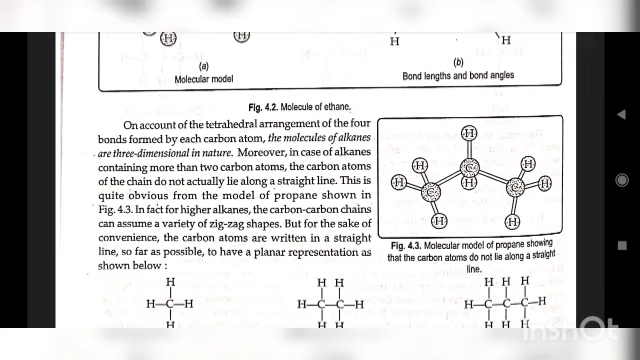 H H
H H
(a) (b)
Molecular model Bond lengths and bond angles
Fig. 4.2. Molecule of ethane.
On account of the tetrahedral arrangement of the four
bonds formed by each carbon atom, the molecules of alkanes
are three-dimensional in nature. Moreover, in case of alkanes
containing more than two carbon atoms, the carbon atoms
of the chain do not actually lie along a straight line. This is
quite obvious from the model of propane shown in
Fig. 4.3. In fact for higher alkanes, the carbon-carbon chains
can assume a variety of zig-zag shapes. But for the sake of
convenience, the carbon atoms are written in a straight
line, so far as possible, to have a planar representation as
shown below :
H
H C H H
H C H C H
H H H
Fig. 4.3. Molecular model of propane showing
that the carbon atoms do not lie along a straight
line.
H H H H H H
H—C—H H—C—C—H H—C—C—C—H
H H H H H H
InShOt